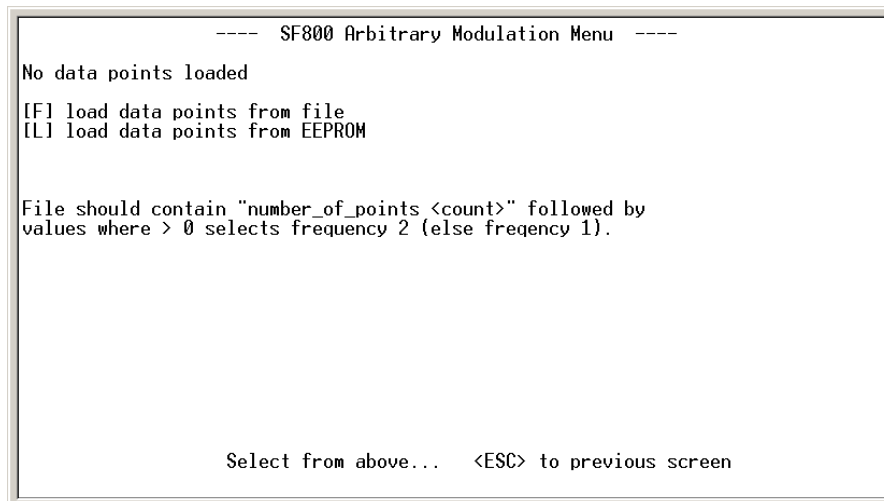 ---- SF800 Arbitrary Modulation Menu ----
No data points loaded
[F] load data points from file
[L] load data points from EEPROM
File should contain "number_of_points <count>" followed by
values where > 0 selects frequency 2 (else freqency 1).
Select from above... <ESC> to previous screen